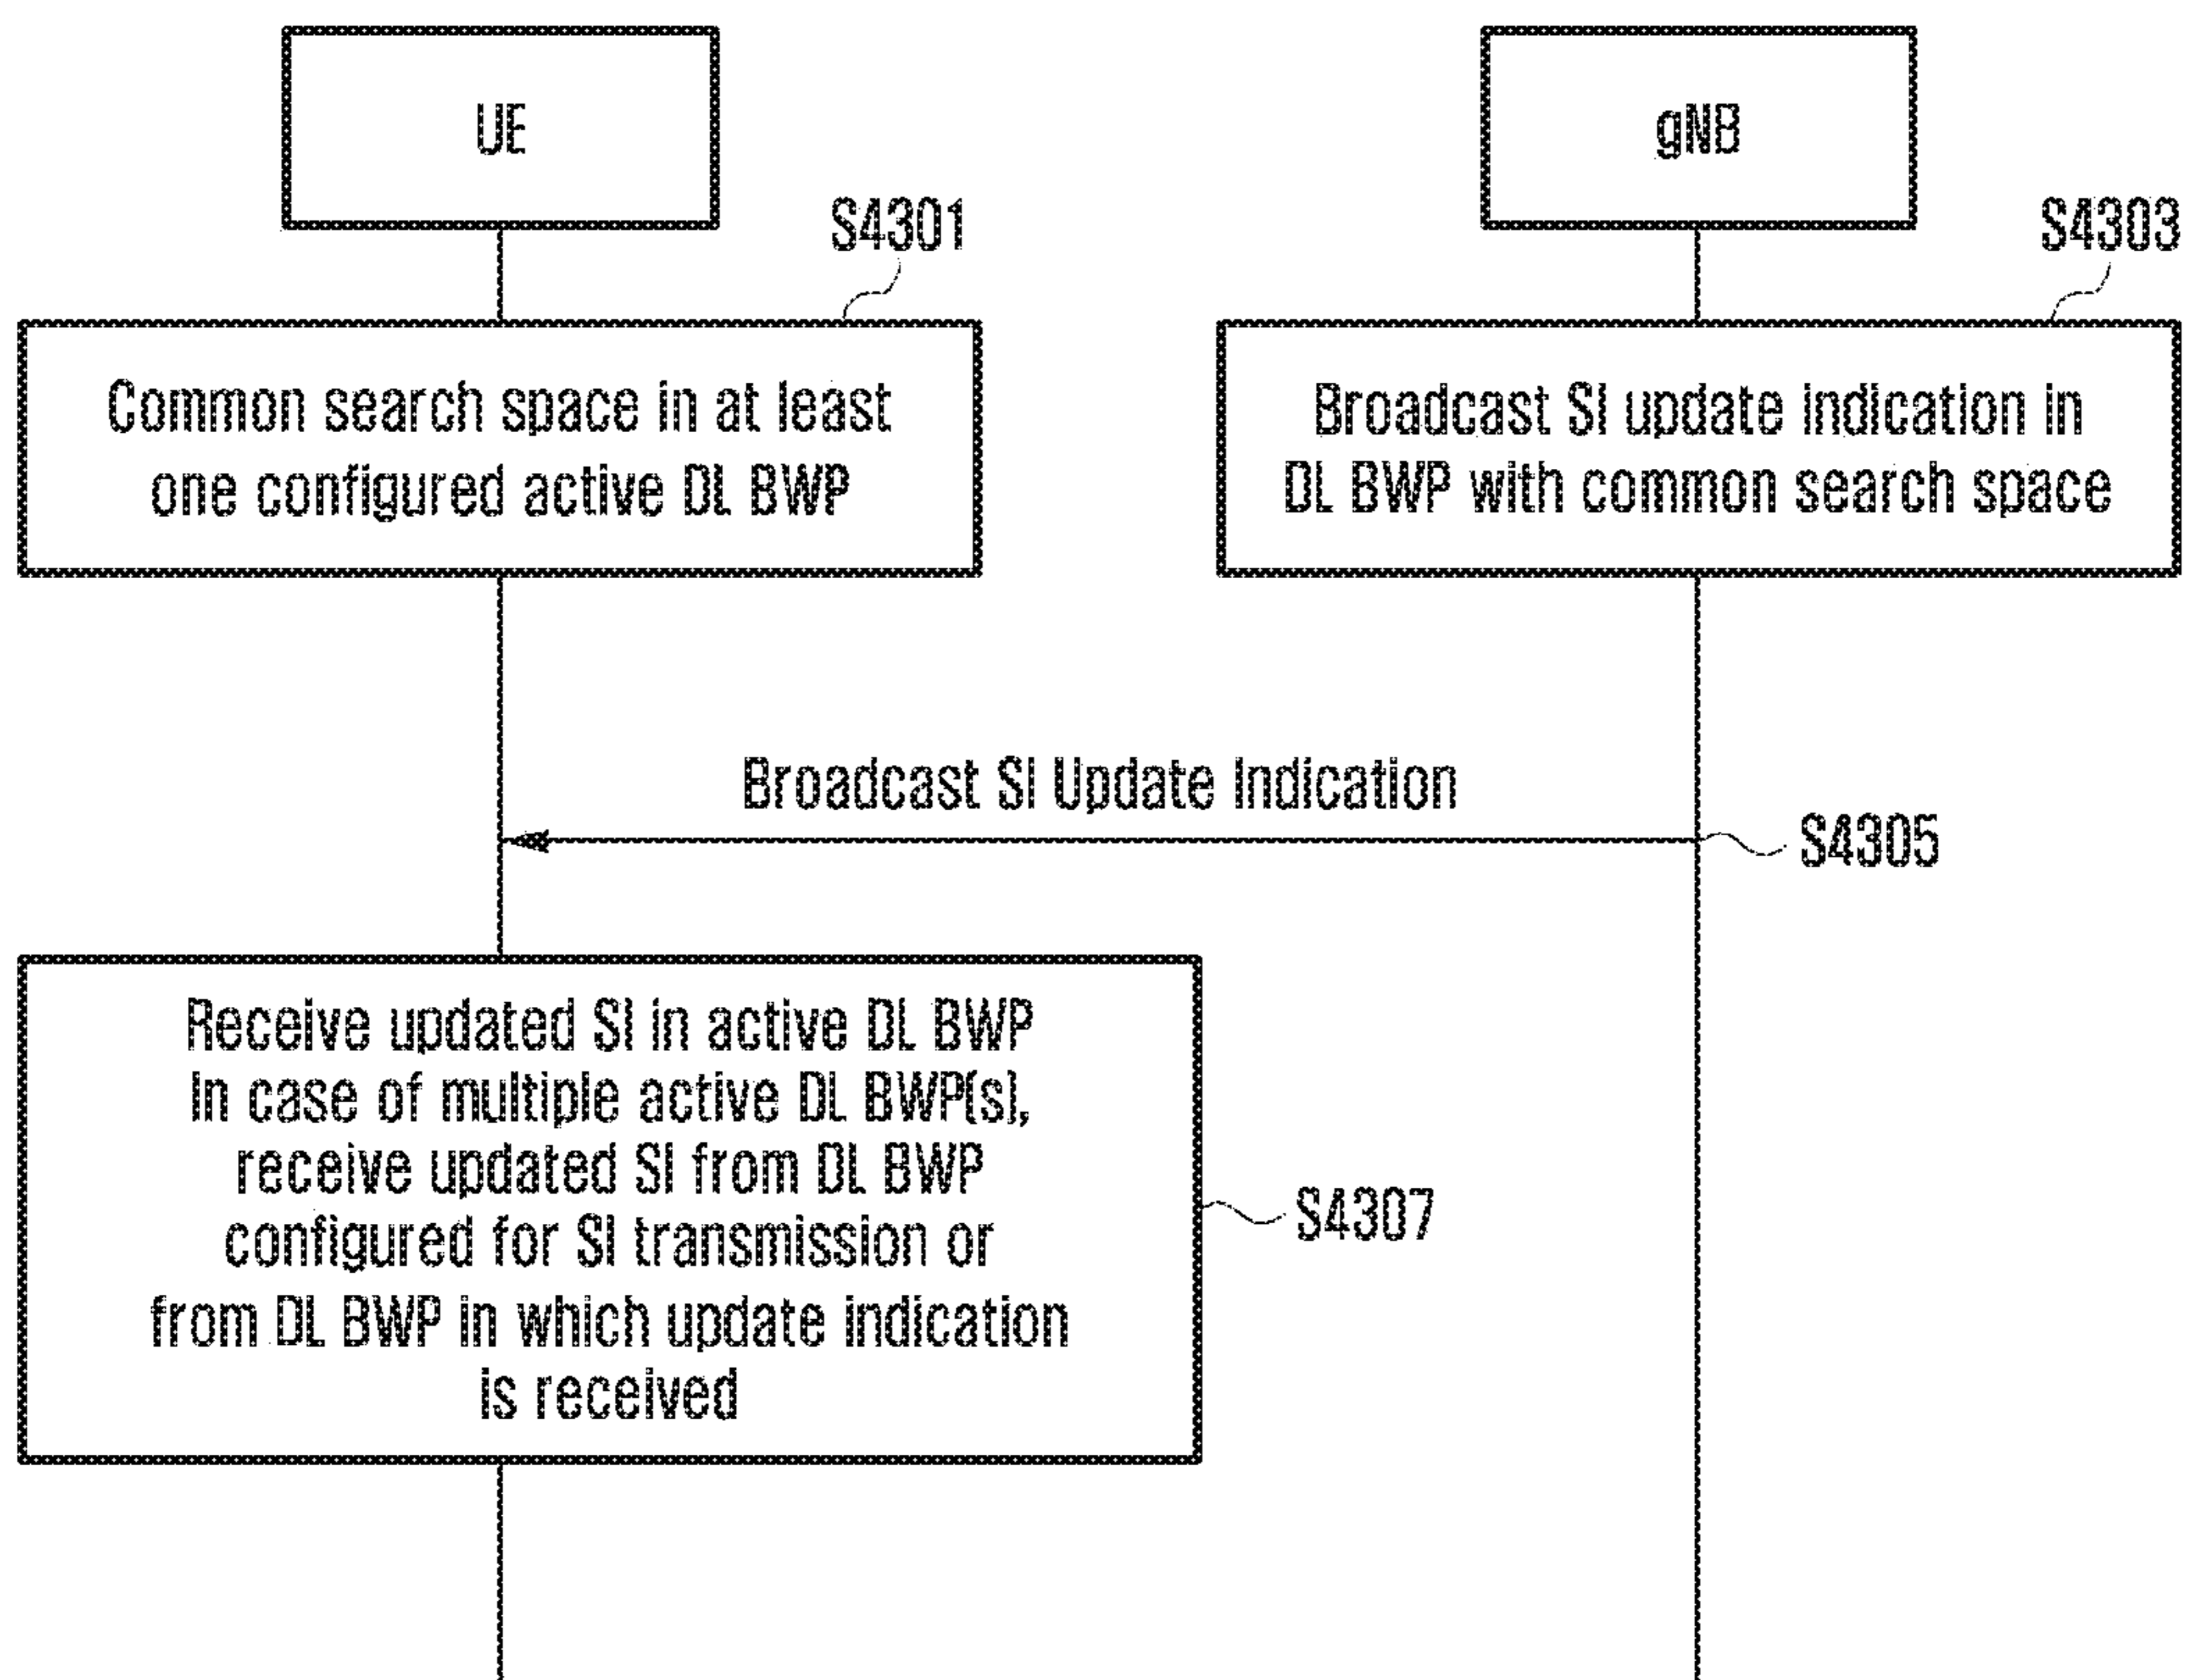 UE
gNB
S4301
S4303
Common search space in at least
one configured active DL BWP
Broadcast SI update indication in
DL BWP with common search space
Broadcast SI Update Indication
S4305
Receive updated SI in active DL BWP
In case of multiple active DL BWP(s),
receive updated SI from DL BWP
configured for SI transmission or
from DL BWP in which update indication
is received
S4307